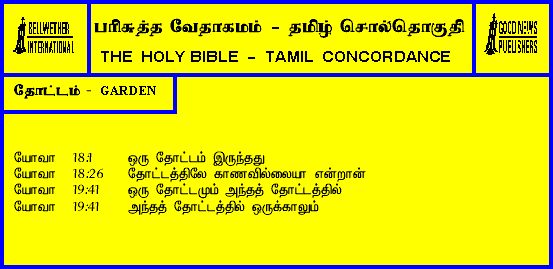 BELLWETHER
INTERNATIONAL
பரிசுத்த வேதாகமம் - தமிழ் சொல்தொகுதி
THE HOLY BIBLE - TAMIL CONCORDANCE
GOOD NEWS
PUBLISHERS
தோட்டம் - GARDEN
யோவா 18:1 ஒரு தோட்டம் இருந்தது
யோவா 18:26 தோட்டத்திலே காணவில்லையா என்றான்
யோவா 19:41 ஒரு தோட்டமும் அந்தத் தோட்டத்தில்
யோவா 19:41 அந்தத் தோட்டத்தில் ஒருக்காலும்